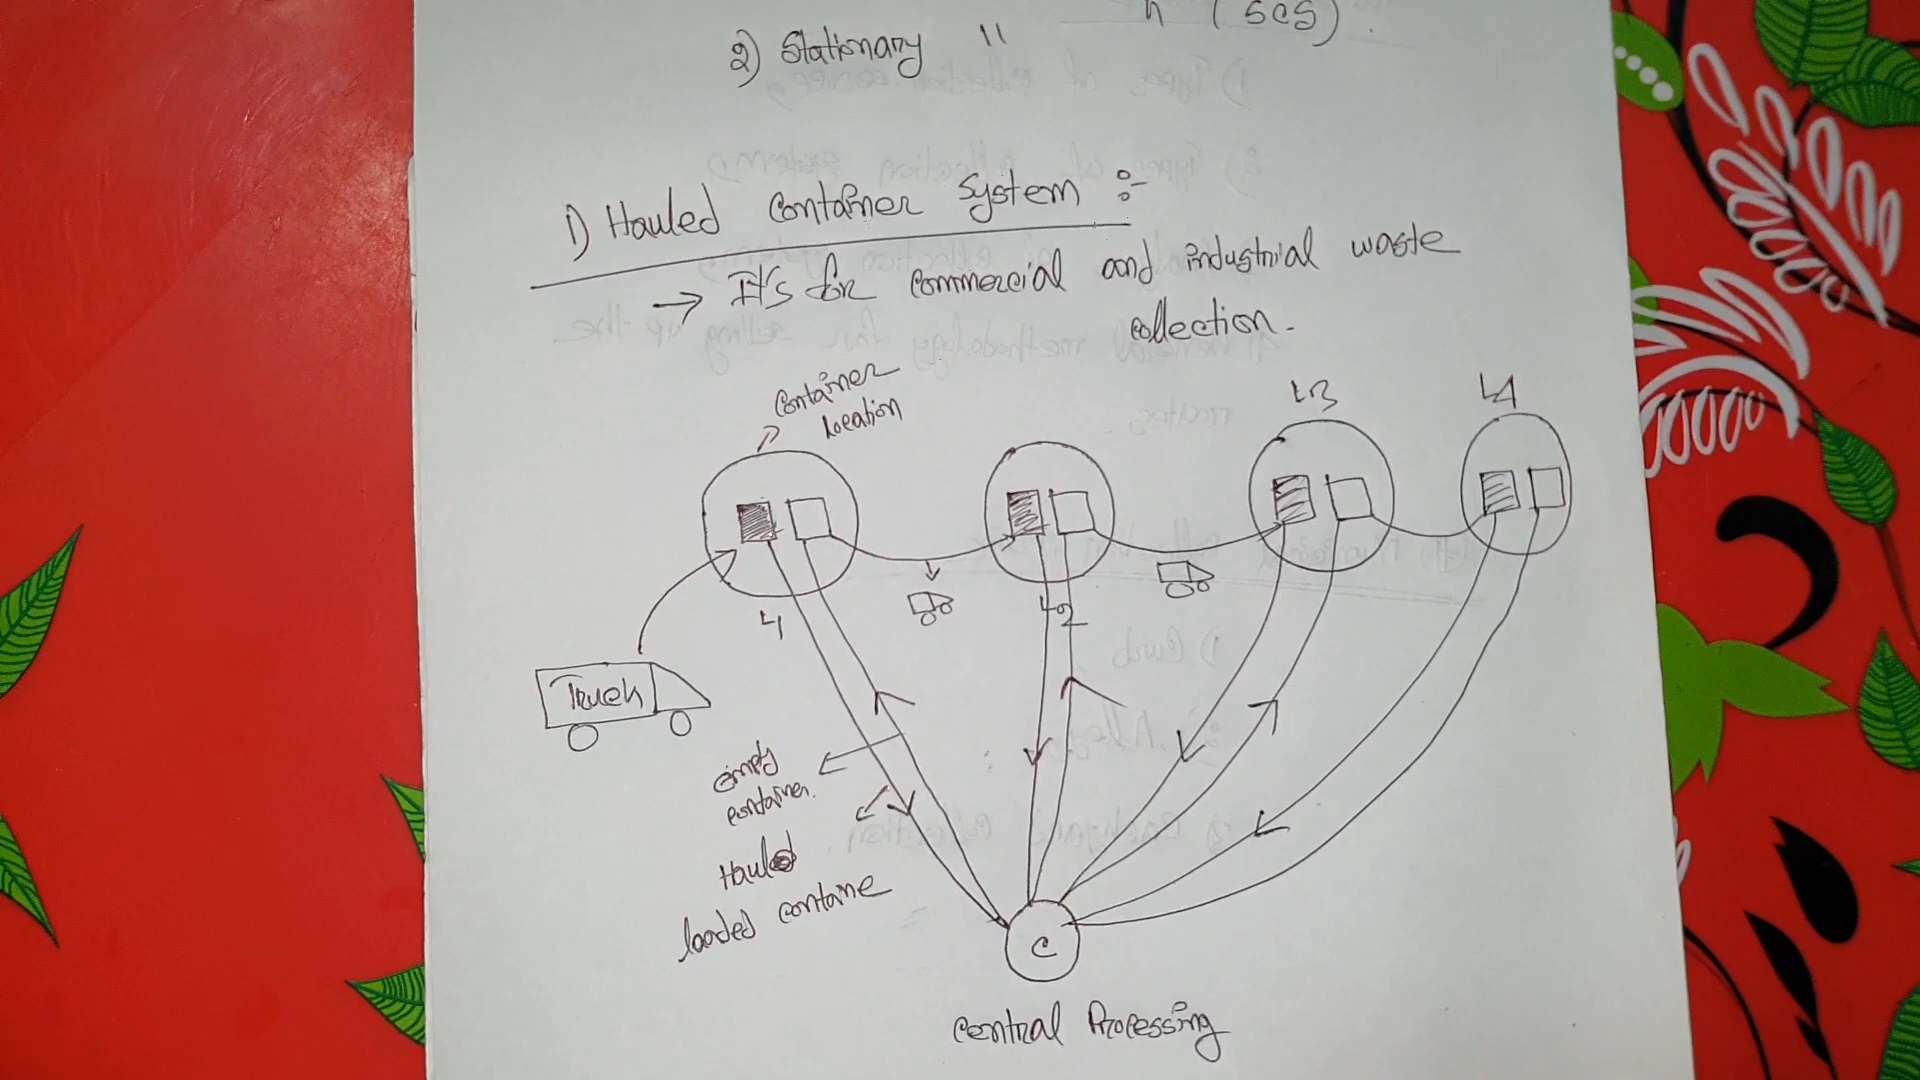 2) Stationary " " (SCS).
1) Hauled Container System :-
→ It's for commercial and industrial waste
collection.
Container
Location
L3
L4
L1
L2
Truck
empty
container.
Hauled
loaded containe
C
Central Processing